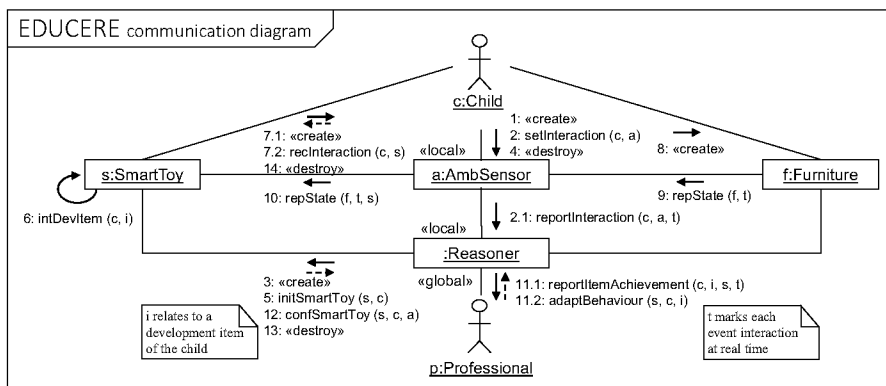 EDUCERE communication diagram
c:Child
7.1: «create»
7.2: recInteraction (c, s)
14: «destroy»
1: «create»
2: setInteraction (c, a)
4: «destroy»
8: «create»
«local»
s:SmartToy
a:AmbSensor
f:Furniture
10: repState (f, t, s)
9: repState (f, t)
6: intDevItem (c, i)
2.1: reportInteraction (c, a, t)
«local»
:Reasoner
«global»
3: «create»
5: initSmartToy (s, c)
12: confSmartToy (s, c, a)
13: «destroy»
11.1: reportItemAchievement (c, i, s, t)
11.2: adaptBehaviour (s, c, i)
i relates to a
development item
of the child
t marks each
event interaction
at real time
p:Professional